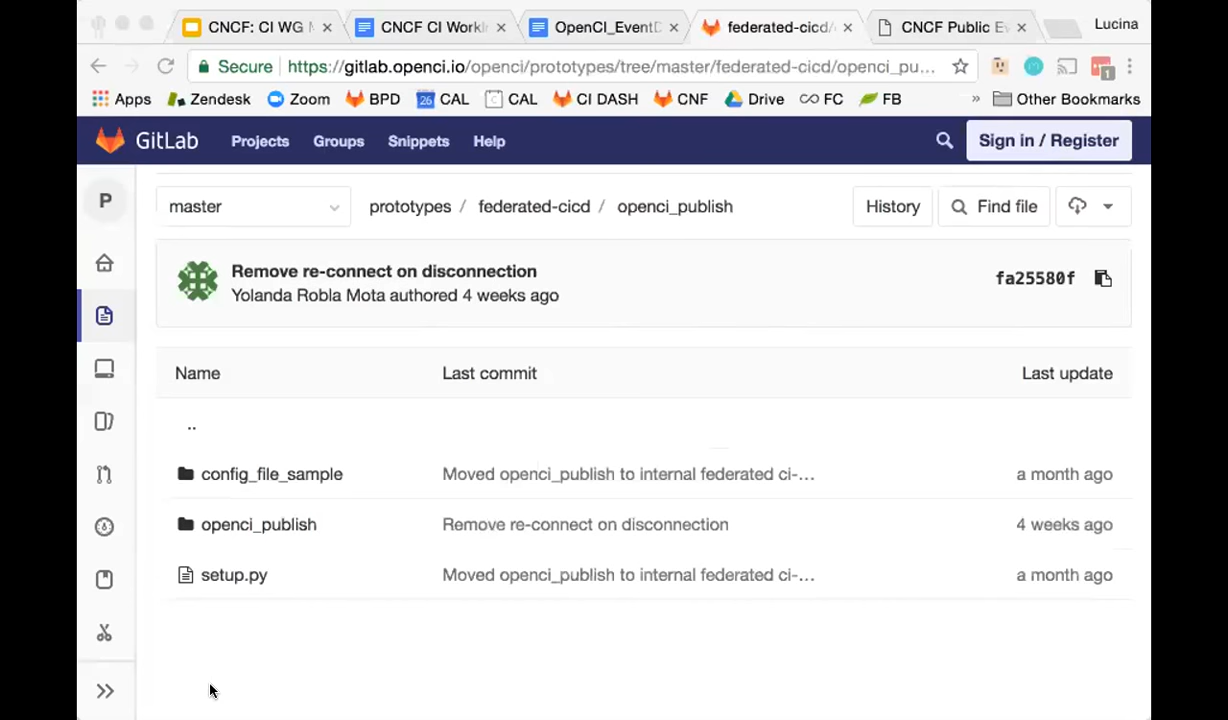 CNCF: CI WG
CNCF CI Workin
OpenCI_EventD
federated-cicd/
CNCF Public Ev
Lucina
Secure https://gitlab.openci.io/openci/prototypes/tree/master/federated-cicd/openci_pu...
Apps Zendesk Zoom BPD 26 CAL CAL CI DASH CNF Drive FC FB » Other Bookmarks
GitLab Projects Groups Snippets Help Sign in / Register
P
master prototypes / federated-cicd / openci_publish History Find file
Remove re-connect on disconnection
Yolanda Robla Mota authored 4 weeks ago
fa25580f
Name Last commit Last update
..
config_file_sample Moved openci_publish to internal federated ci-... a month ago
openci_publish Remove re-connect on disconnection 4 weeks ago
setup.py Moved openci_publish to internal federated ci-... a month ago